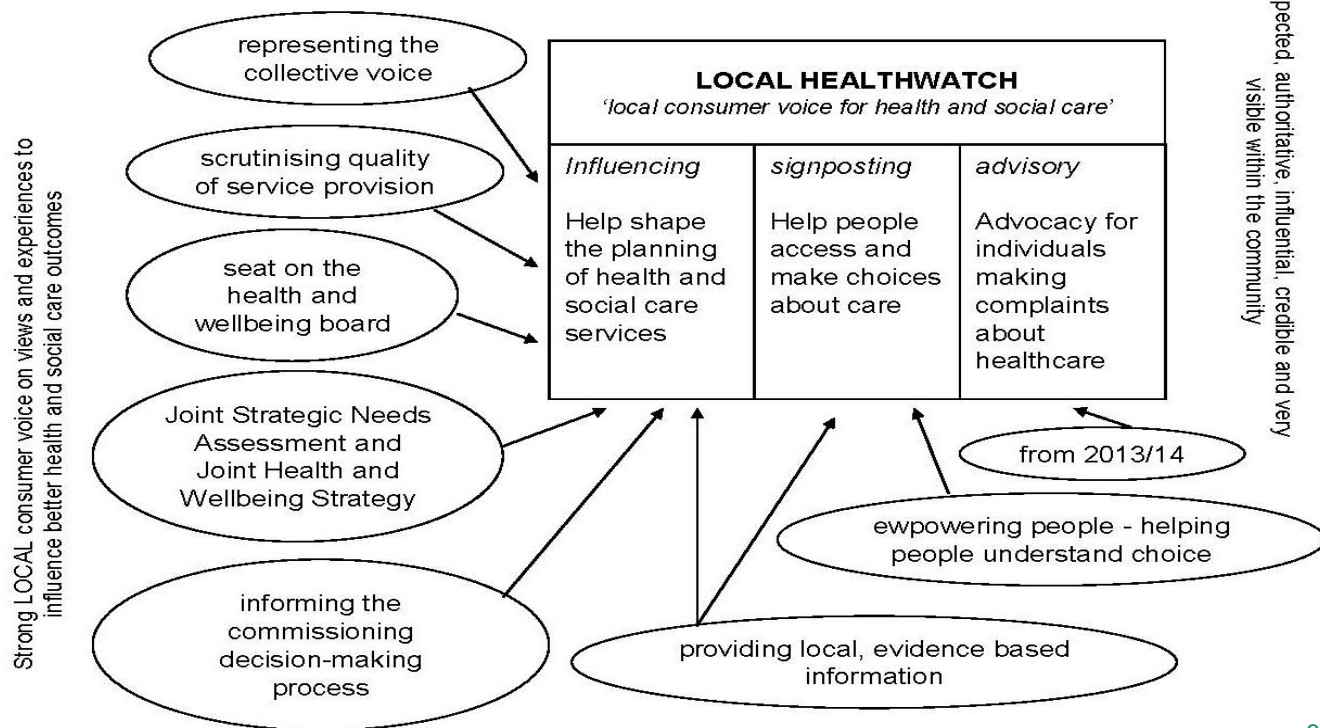 Strong LOCAL consumer voice on views and experiences to
influence better health and social care outcomes
representing the
collective voice
scrutinising quality
of service provision
seat on the
health and
wellbeing board
Joint Strategic Needs
Assessment and
Joint Health and
Wellbeing Strategy
informing the
commissioning
decision-making
process
LOCAL HEALTHWATCH
‘local consumer voice for health and social care’
Influencing
Help shape
the planning
of health and
social care
services
signposting
Help people
access and
make choices
about care
advisory
Advocacy for
individuals
making
complaints
about
healthcare
from 2013/14
ewpowering people - helping
people understand choice
providing local, evidence based
information
authoritative, influential, credible and very
visible within the community